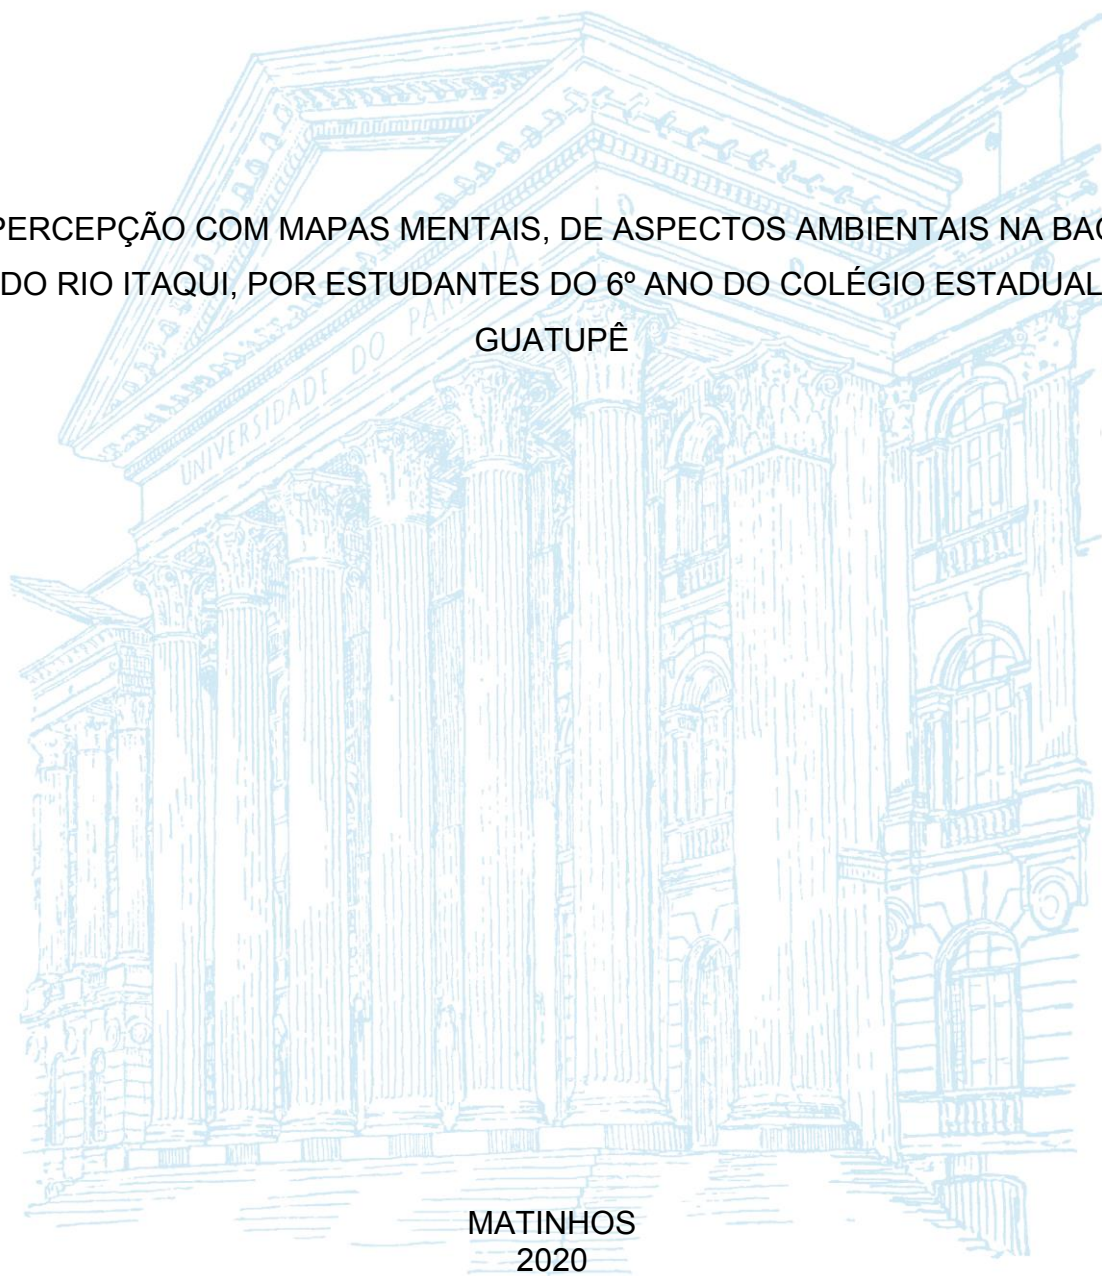 PERCEPÇÃO COM MAPAS MENTAIS, DE ASPECTOS AMBIENTAIS NA BAC
DO RIO ITAQUI, POR ESTUDANTES DO 6º ANO DO COLÉGIO ESTADUAL
GUATUPÊ
UNIVERSIDADE DO PARANÁ
MATINHOS
2020